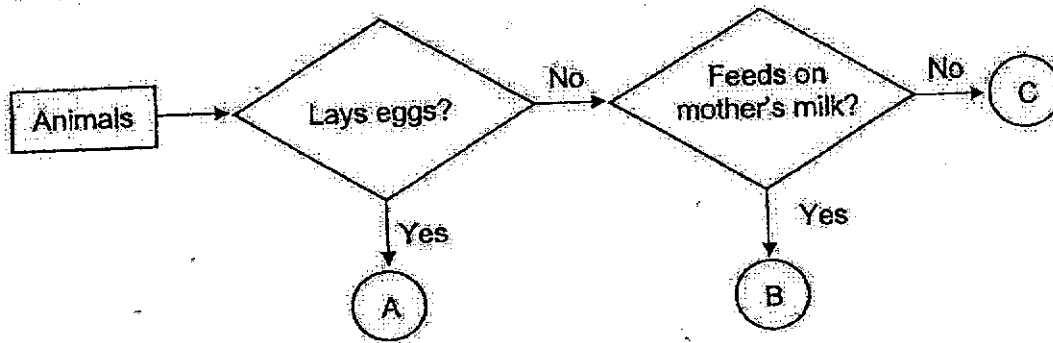 Animals
Lays eggs?
No
Feeds on
mother's milk?
No
C
Yes
A
Yes
B